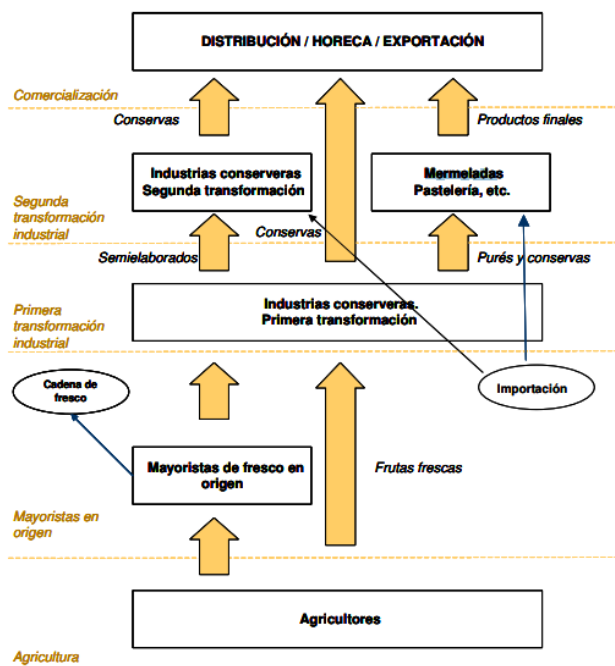 DISTRIBUCIÓN / HORECA / EXPORTACIÓN
Comercialización
Conservas
Productos finales
Industrias conserveras
Segunda transformación
Mermeladas
Pastelería, etc.
Segunda
transformación
industrial
Conservas
Semielaborados
Purés y conservas
Industrias conserveras.
Primera transformación
Primera
transformación
industrial
Cadena de
fresco
Importación
Mayoristas de fresco en
origen
Frutas frescas
Mayoristas en
origen
Agricultores
Agricultura